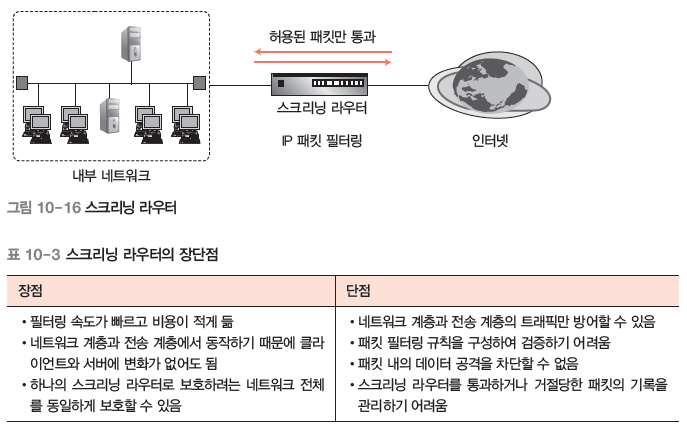 허용된 패킷만 통과
스크리닝 라우터
IP 패킷 필터링
인터넷
내부 네트워크
그림 10-16 스크리닝 라우터
표 10-3 스크리닝 라우터의 장단점
장점
• 필터링 속도가 빠르고 비용이 적게 듦
• 네트워크 계층과 전송 계층에서 동작하기 때문에 클라
이언트와 서버에 변화가 없어도 됨
• 하나의 스크리닝 라우터로 보호하려는 네트워크 전체
를 동일하게 보호할 수 있음
단점
• 네트워크 계층과 전송 계층의 트래픽만 방어할 수 있음
• 패킷 필터링 규칙을 구성하여 검증하기 어려움
• 패킷 내의 데이터 공격을 차단할 수 없음
• 스크리닝 라우터를 통과하거나 거절당한 패킷의 기록을
관리하기 어려움